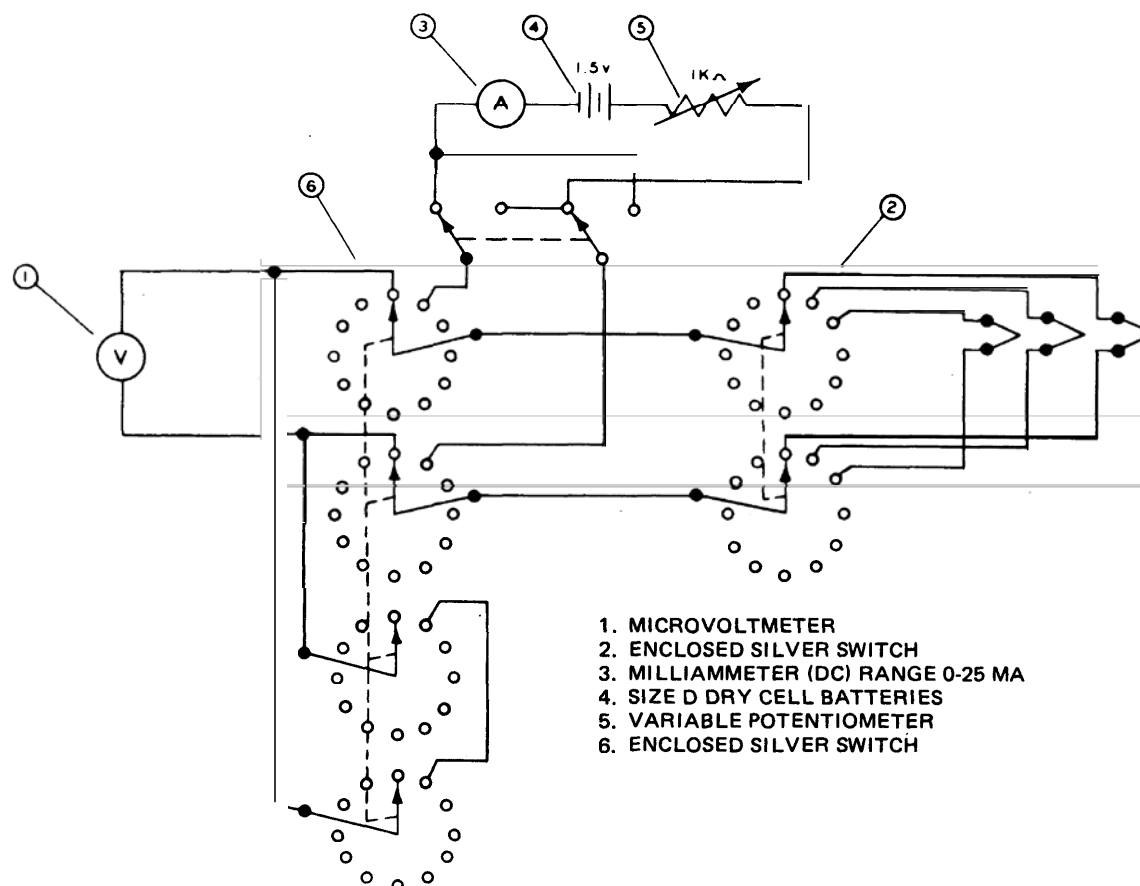 3
4
5
1.5 v
1KΩ
A
6
2
1
V
1. MICROVOLTMETER
2. ENCLOSED SILVER SWITCH
3. MILLIAMMETER (DC) RANGE 0-25 MA
4. SIZE D DRY CELL BATTERIES
5. VARIABLE POTENTIOMETER
6. ENCLOSED SILVER SWITCH